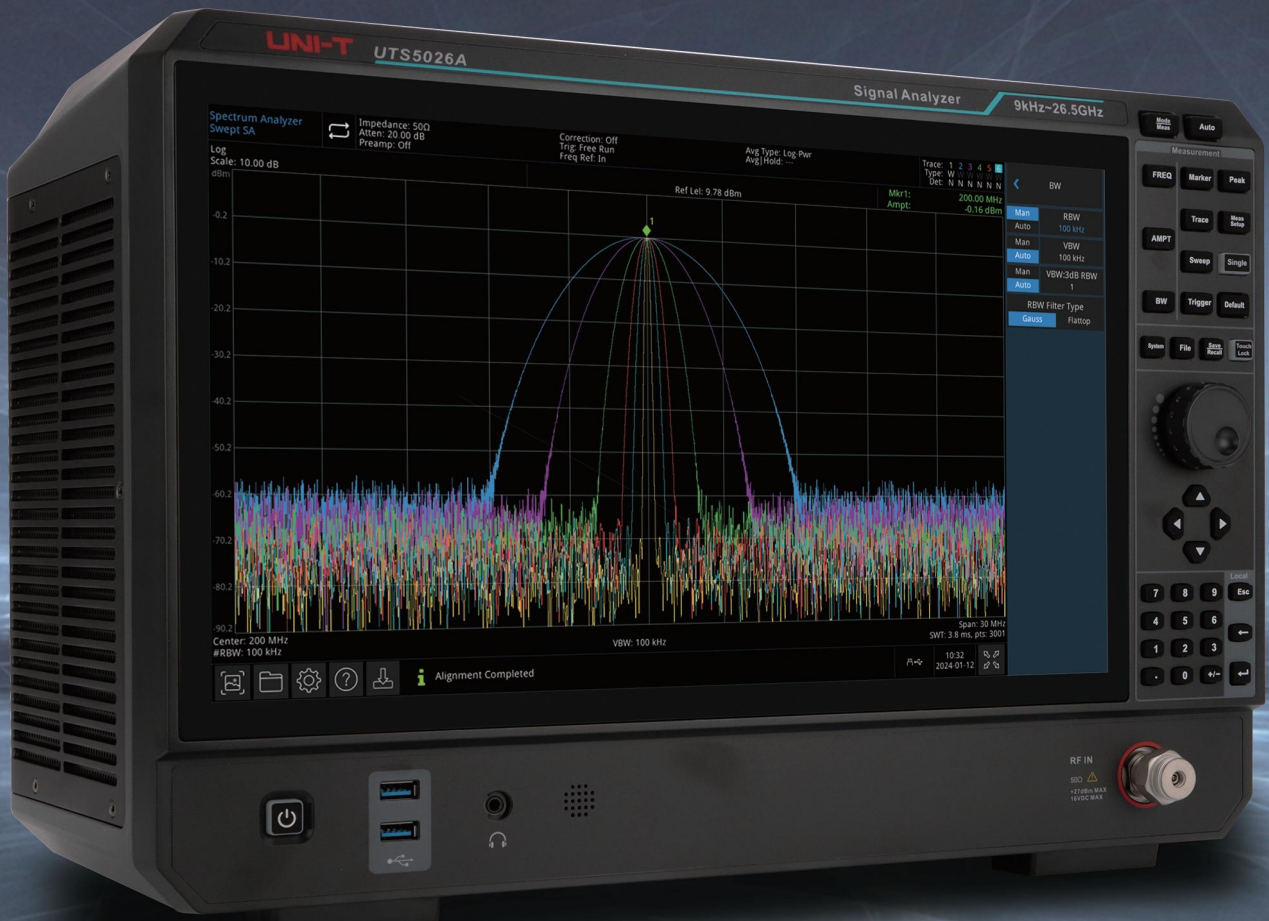 UNI-T UTS5026A
Signal Analyzer
9kHz~26.5GHz
Spectrum Analyzer
Swept SA
Impedance: 50Ω
Atten: 20.00 dB
Preamp: Off
Correction: Off
Trig: Free Run
Freq Ref: In
Avg Type: Log-Pwr
Avg|Hold: ---
Trace: 1 2 3 4 5 6
Type: W W W W W W
Det: N N N N N N
Log
Scale: 10.00 dB
dBm
Ref Lel: 9.78 dBm
Mkr1: 200.00 MHz
Ampt: -0.16 dBm
1
-0.2
-10.2
-20.2
-30.2
-40.2
-50.2
-60.2
-70.2
-80.2
-90.2
Center: 200 MHz
#RBW: 100 kHz
VBW: 100 kHz
Span: 30 MHz
SWT: 3.8 ms, pts: 3001
Alignment Completed
10:32
2024-01-12
BW
Man RBW
Auto 100 kHz
Man VBW
Auto 100 kHz
Man VBW:3dB RBW
Auto 1
RBW Filter Type
Gauss Flattop
Mode
Meas
Auto
Measurement
FREQ Marker Peak
Trace Meas
Setup
AMPT
Sweep Single
BW Trigger Default
System File Save
Recall
Touch
Lock
Local
7 8 9 Esc
4 5 6
1 2 3
. 0 +/-
RF IN
50Ω
+27dBm MAX
16VDC MAX